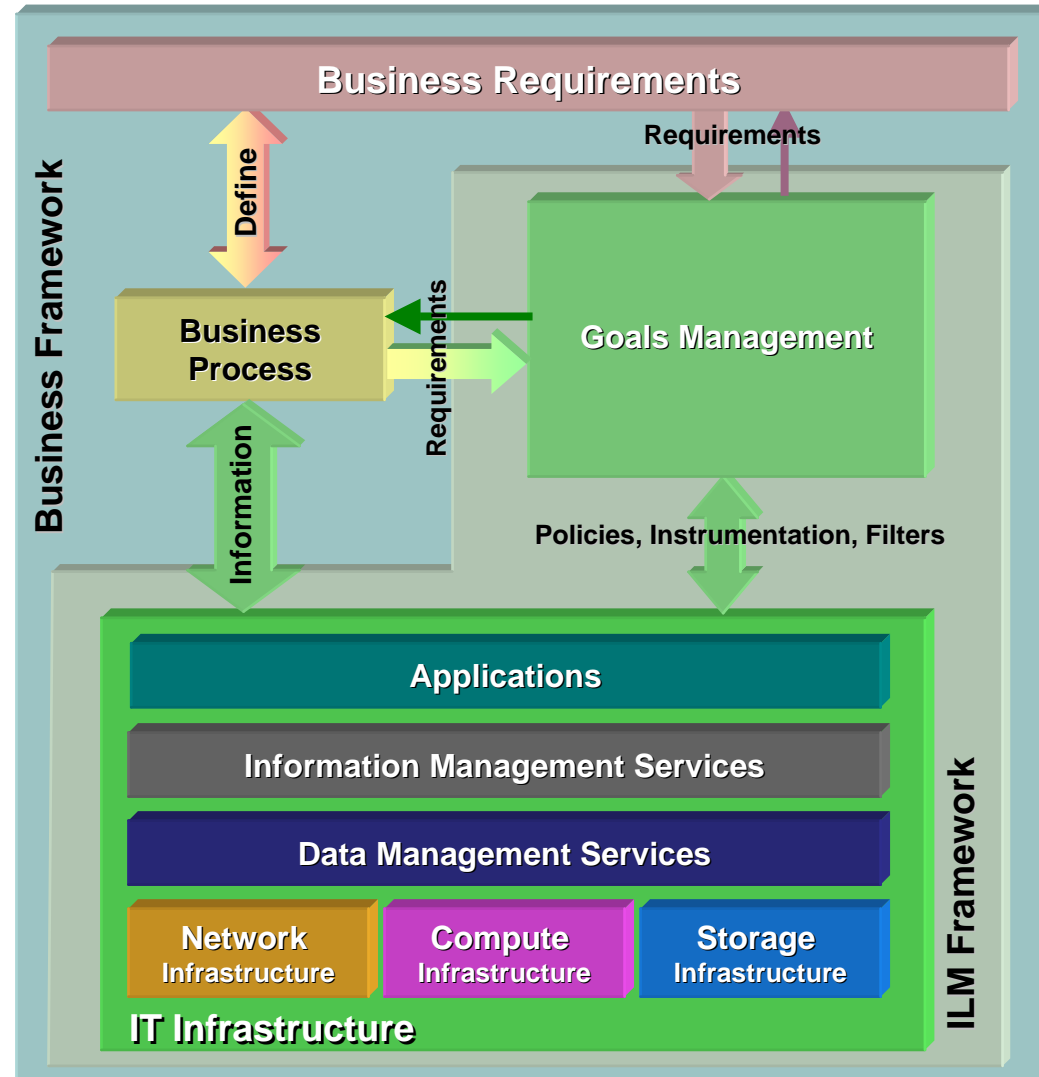 Business Requirements
Requirements
Business Framework
Define
Business
Process
Requirements
Goals Management
Information
Policies, Instrumentation, Filters
Applications
Information Management Services
Data Management Services
Network
Infrastructure
Compute
Infrastructure
Storage
Infrastructure
IT Infrastructure
ILM Framework